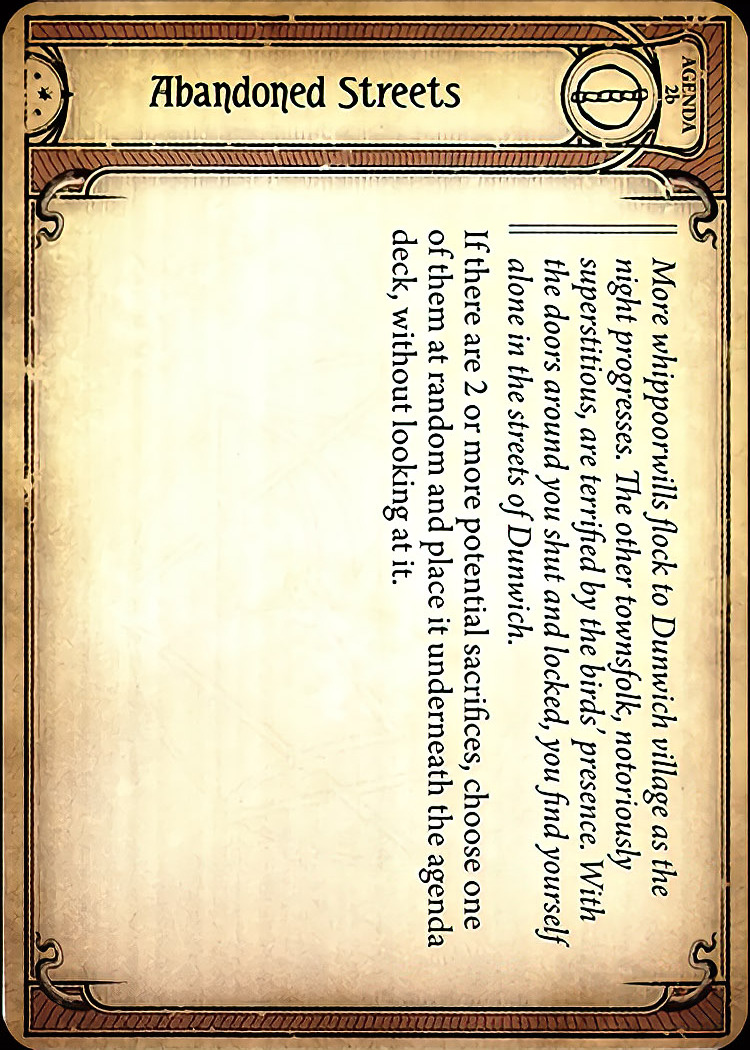 AGENDA
2b
Abandoned Streets
More whippoorwills flock to Dunwich village as the
night progresses. The other townsfolk, notoriously
superstitious, are terrified by the birds’ presence. With
the doors around you shut and locked, you find yourself
alone in the streets of Dunwich.
If there are 2 or more potential sacrifices, choose one
of them at random and place it underneath the agenda
deck, without looking at it.